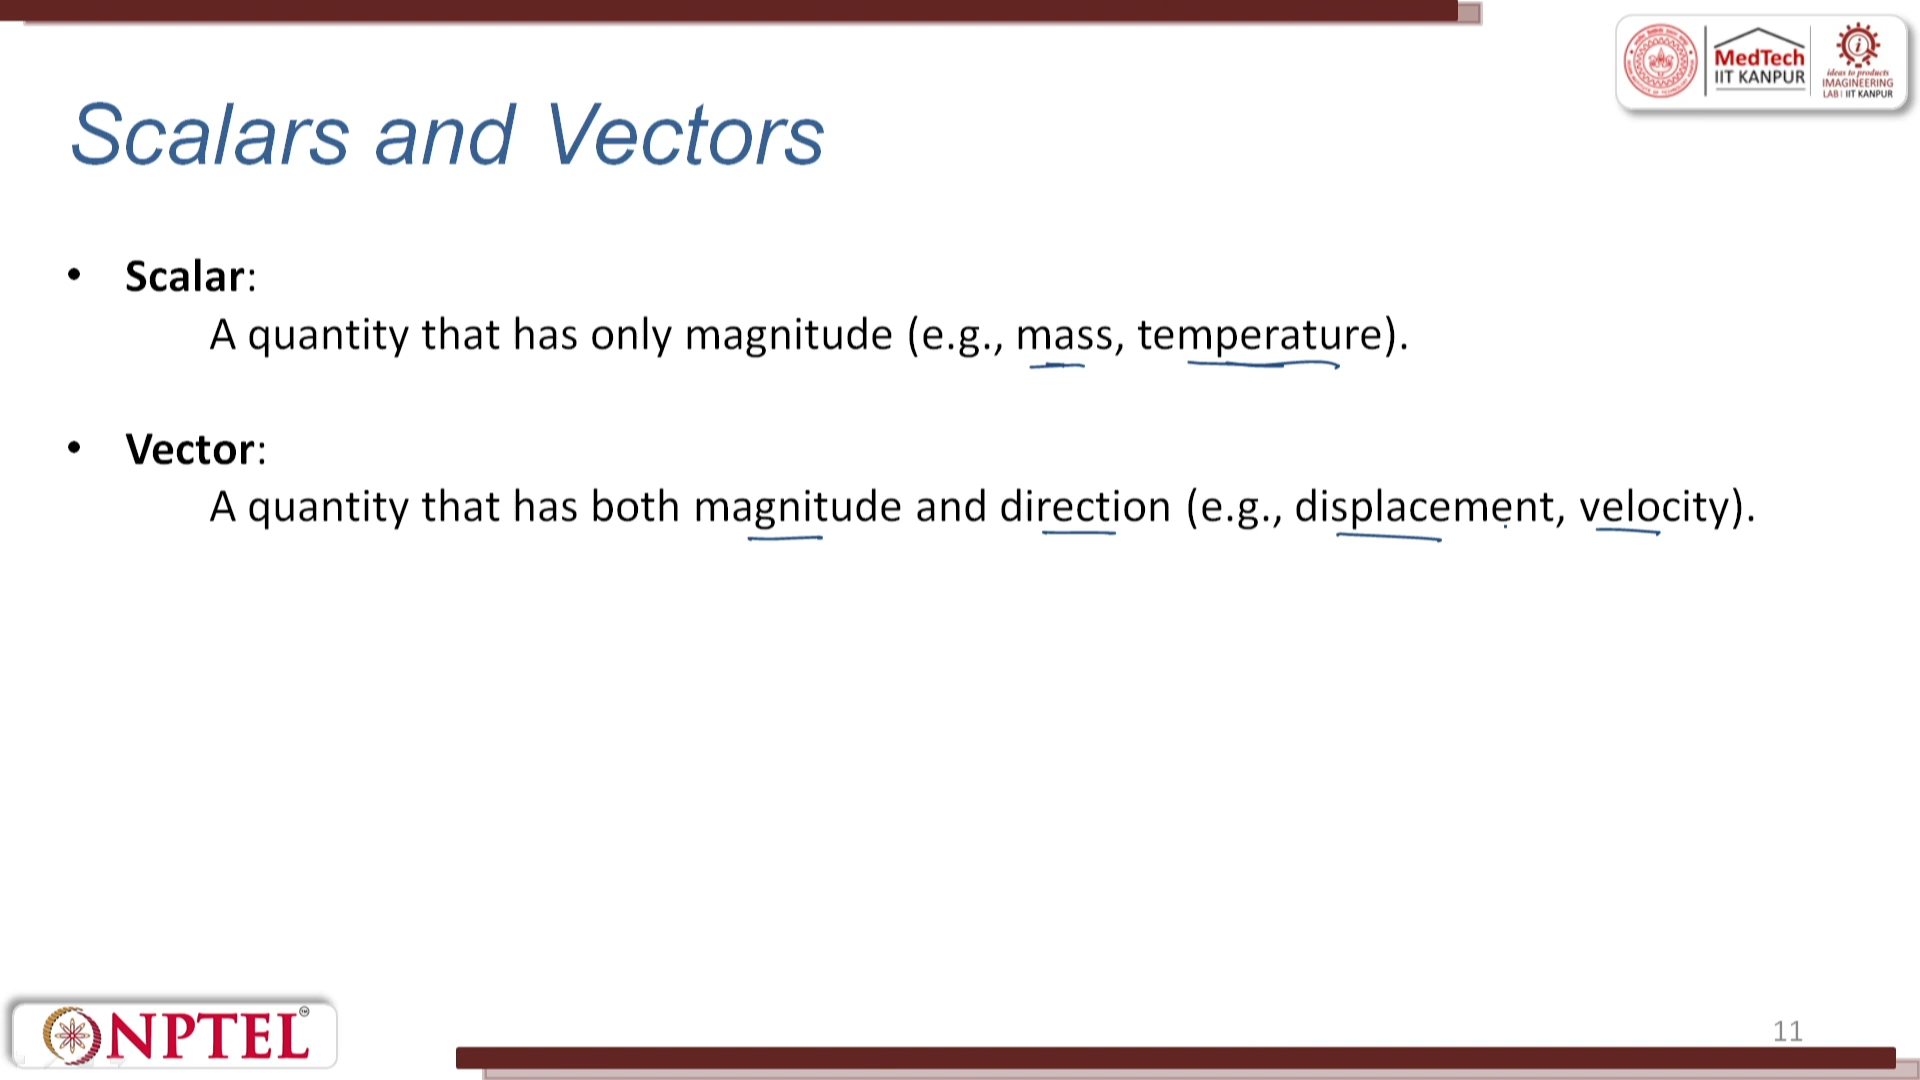 MedTech
IIT KANPUR
ideas to products
IMAGINEERING
LAB | IIT KANPUR
Scalars and Vectors
• Scalar:
A quantity that has only magnitude (e.g., mass, temperature).
• Vector:
A quantity that has both magnitude and direction (e.g., displacement, velocity).
NPTEL
11